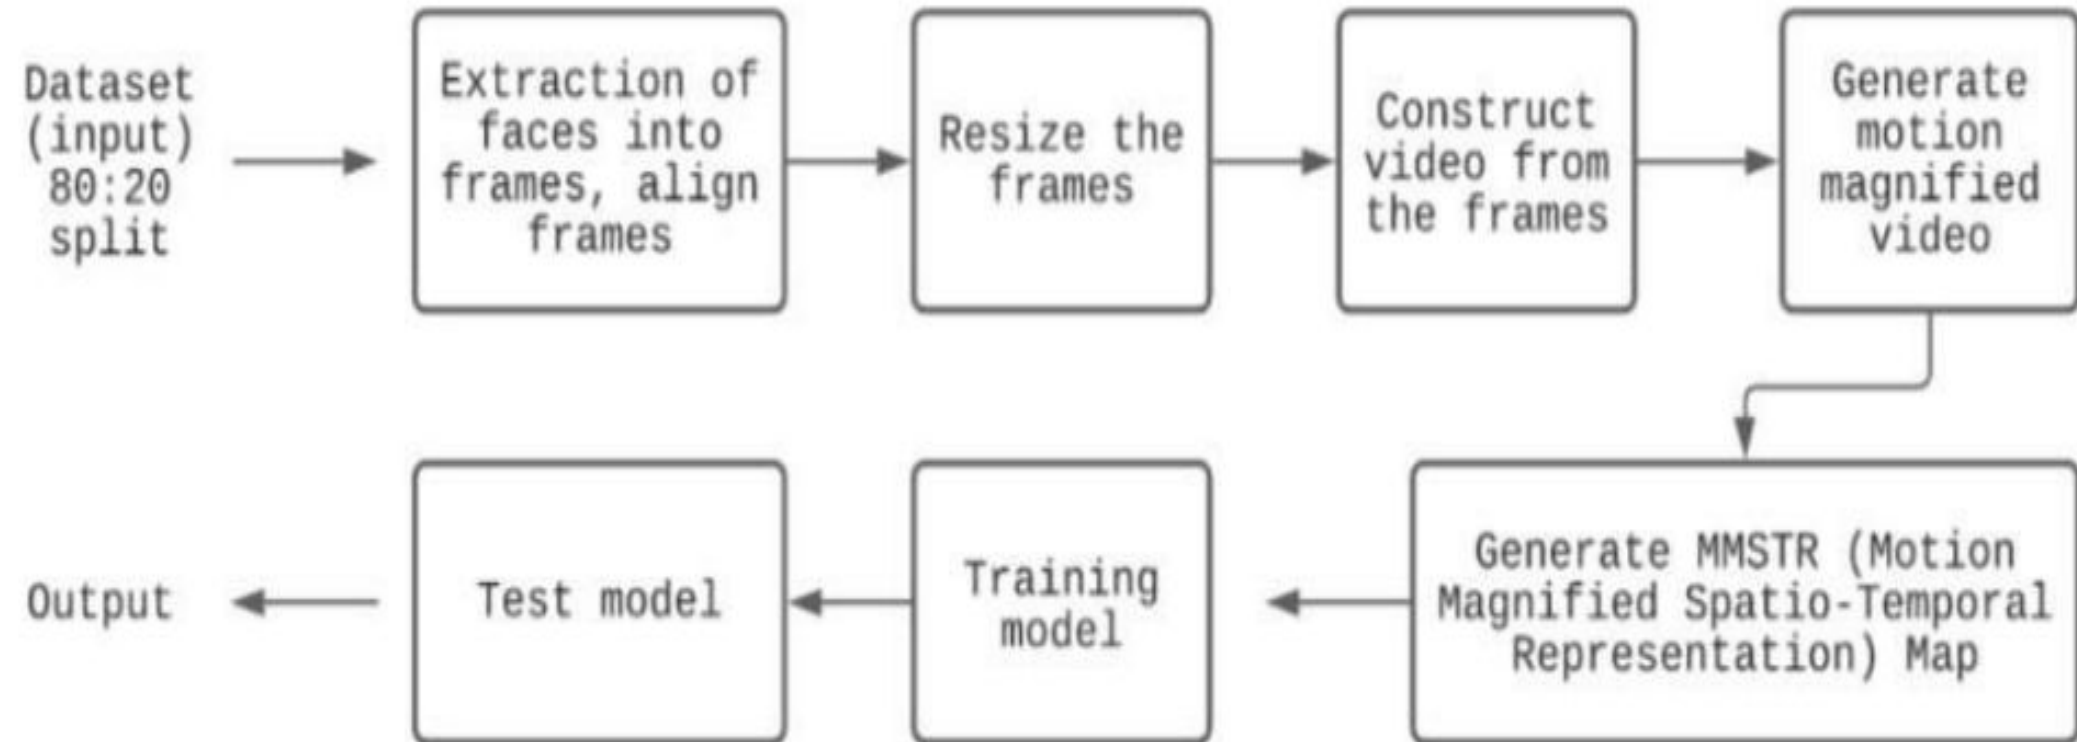 Dataset
(input)
80:20
split
Extraction of
faces into
frames, align
frames
Resize the
frames
Construct
video from
the frames
Generate
motion
magnified
video
Generate MMSTR (Motion
Magnified Spatio-Temporal
Representation) Map
Training
model
Test model
Output